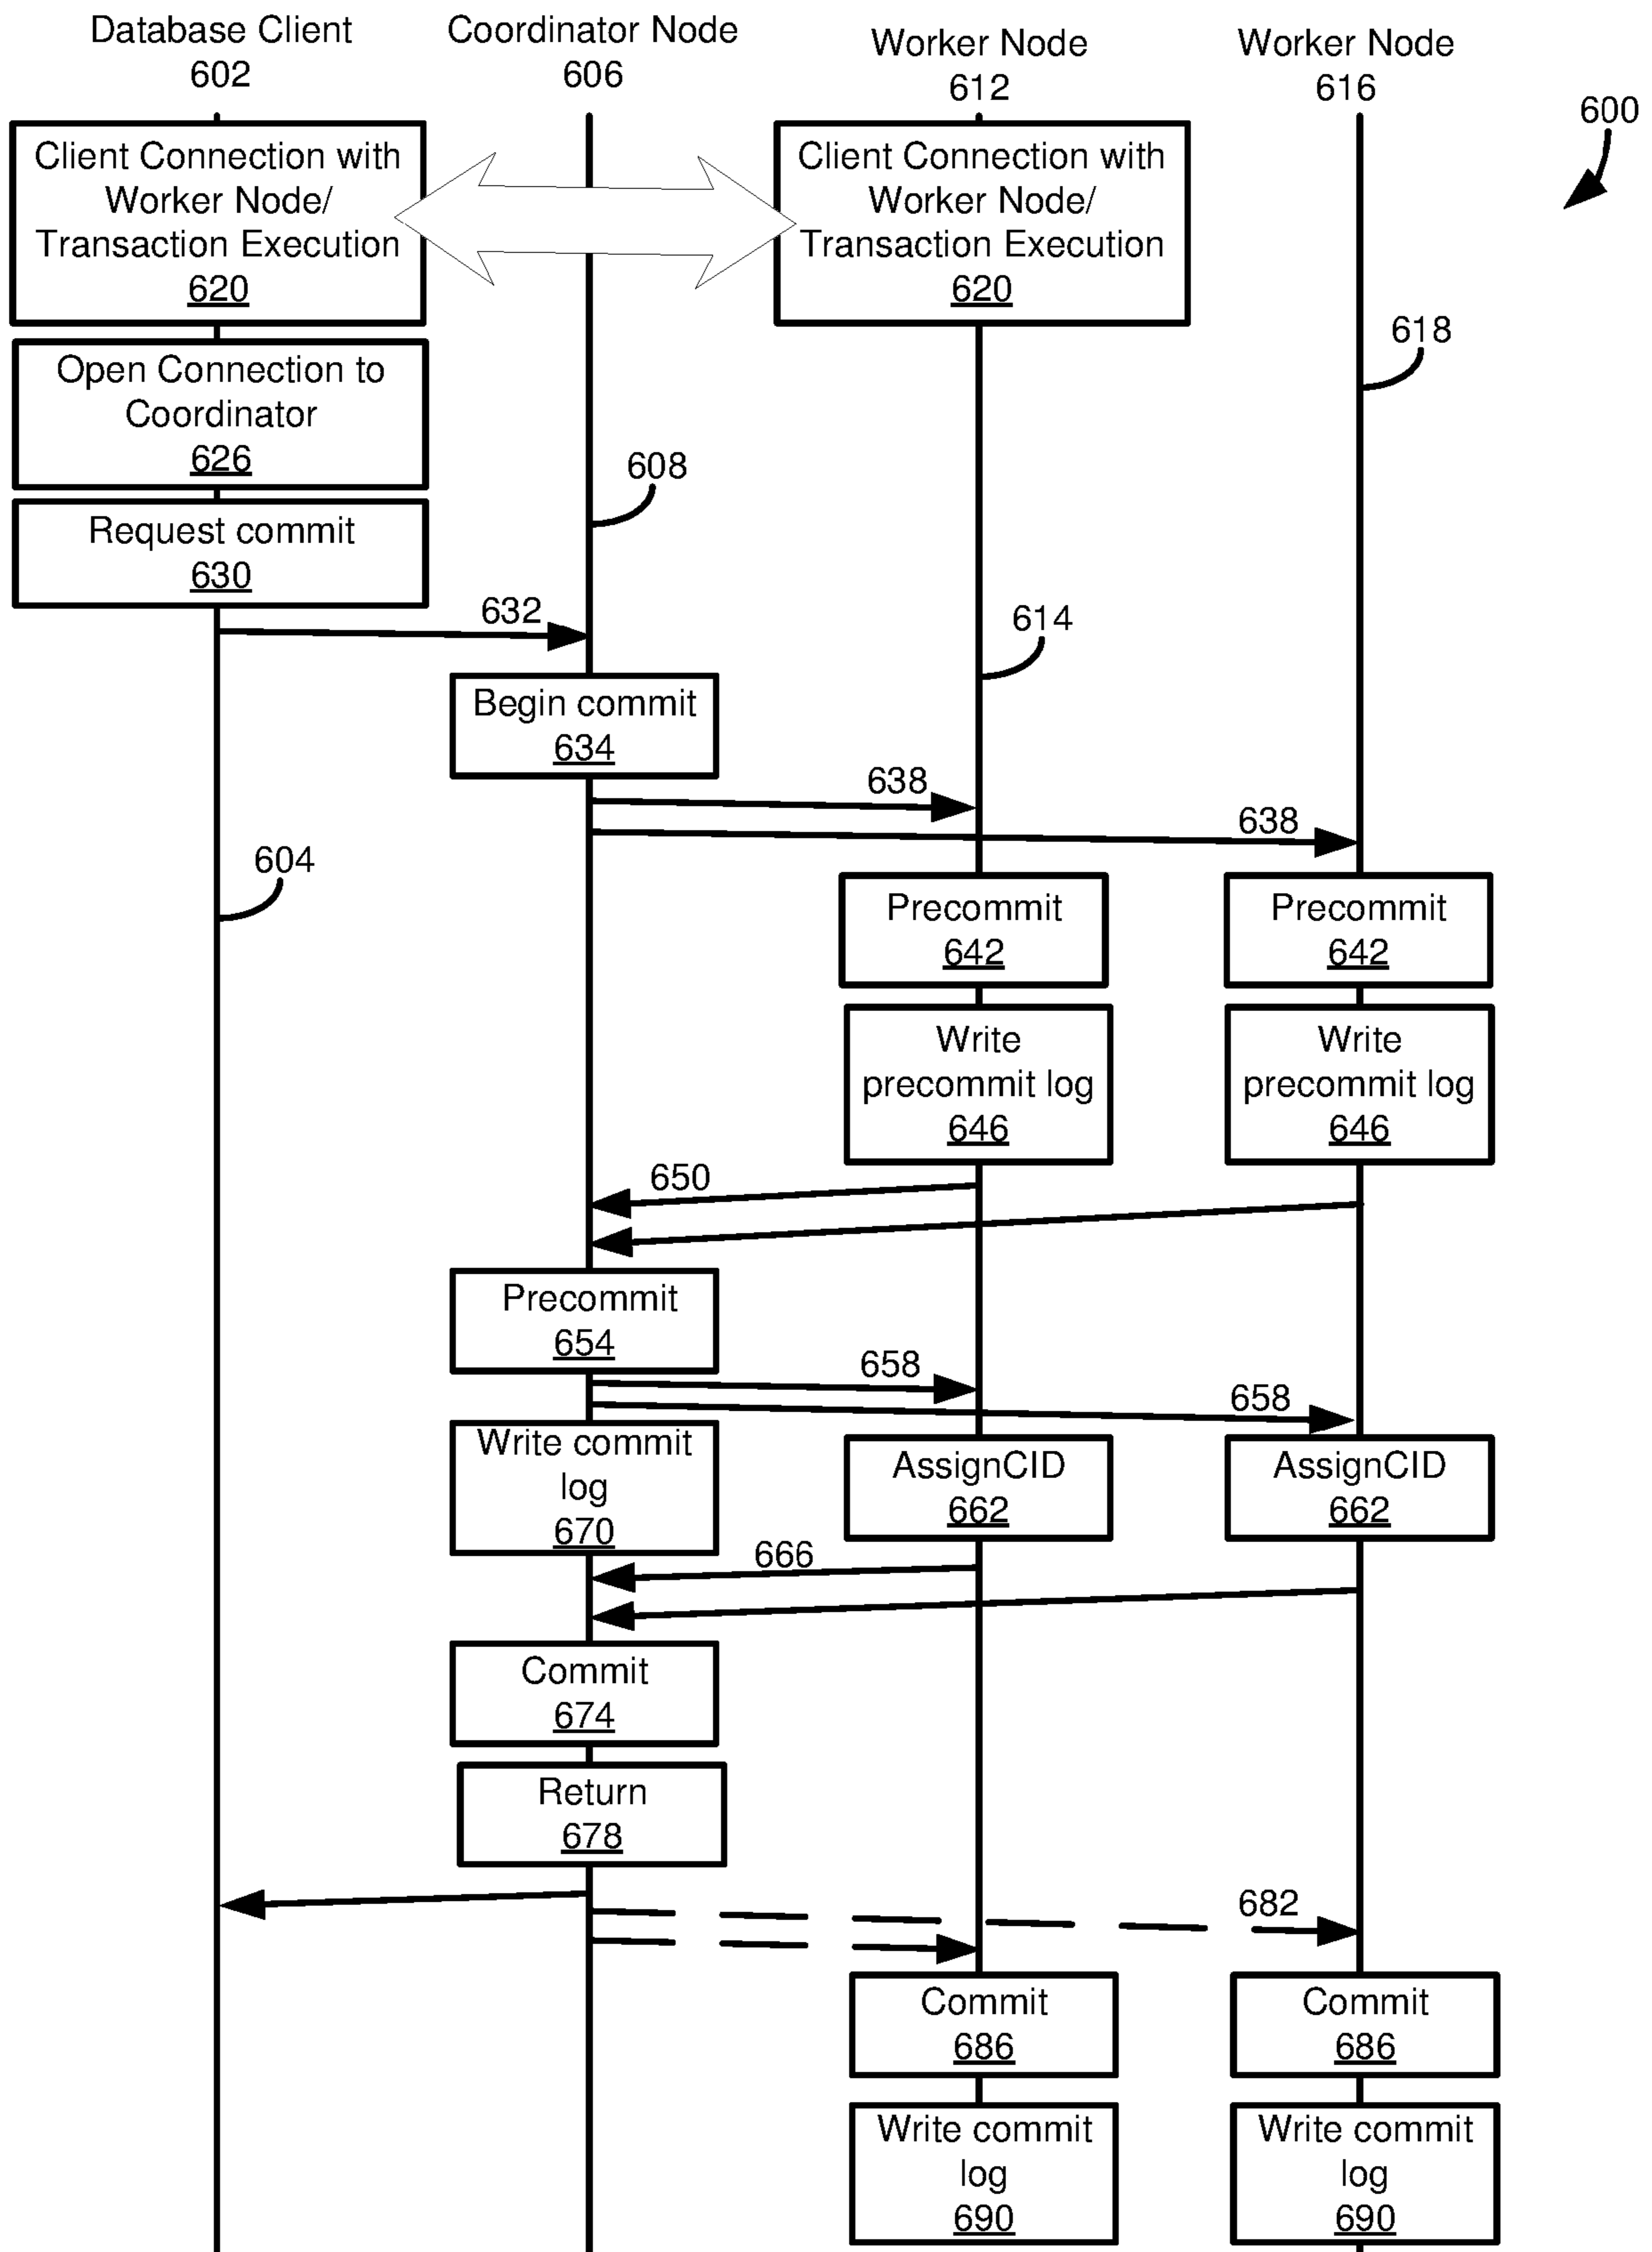 Database Client
602
Coordinator Node
606
Worker Node
612
Worker Node
616
600
Client Connection with
Worker Node/
Transaction Execution
620
Client Connection with
Worker Node/
Transaction Execution
620
618
Open Connection to
Coordinator
626
608
Request commit
630
632
614
Begin commit
634
638
638
604
Precommit
642
Precommit
642
Write
precommit log
646
Write
precommit log
646
650
Precommit
654
658
658
Write commit
log
670
AssignCID
662
AssignCID
662
666
Commit
674
Return
678
682
Commit
686
Commit
686
Write commit
log
690
Write commit
log
690